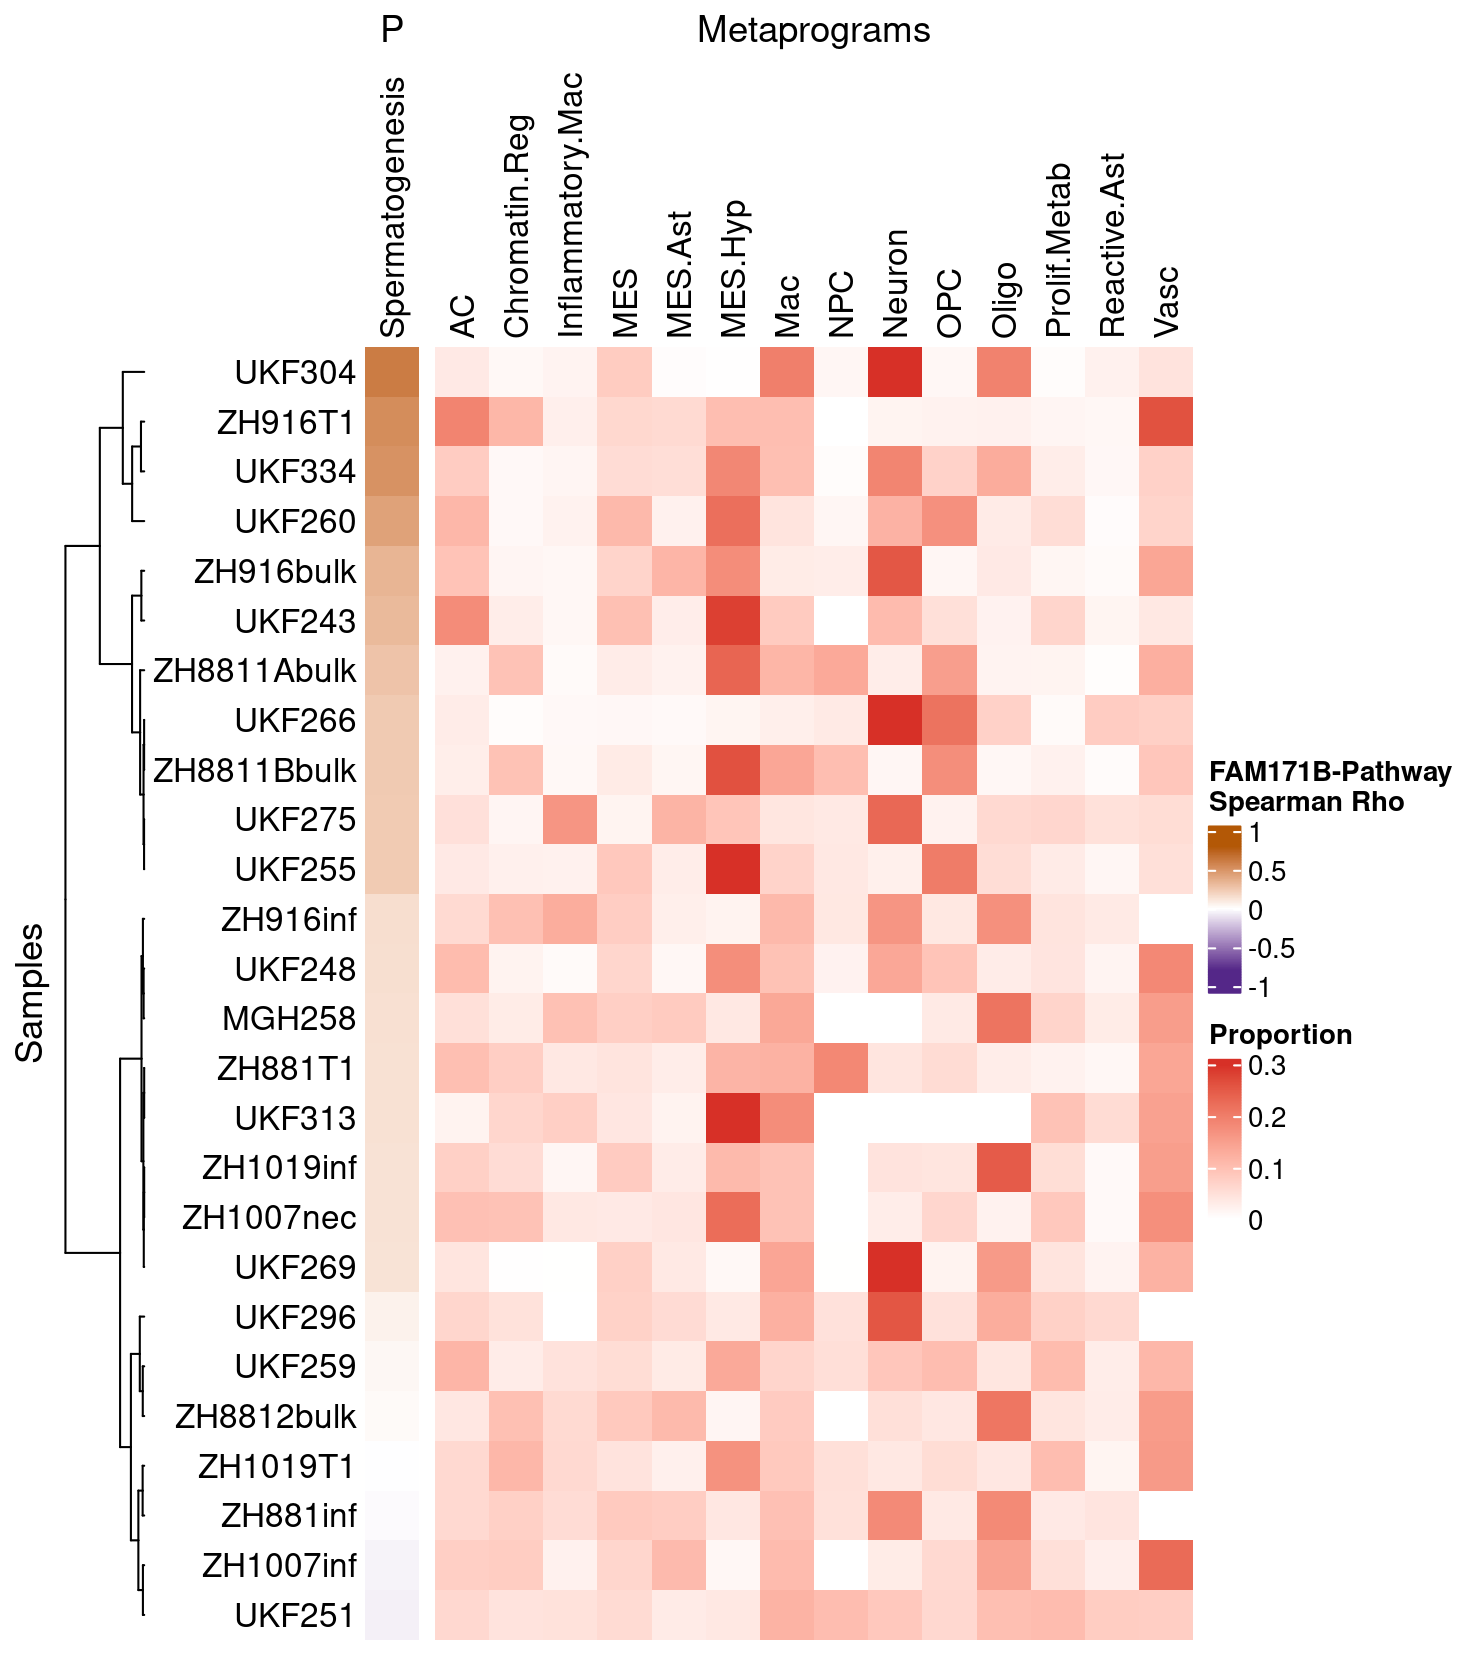 P
Metaprograms
Spermatogenesis
AC
Chromatin.Reg
Inflammatory.Mac
MES
MES.Ast
MES.Hyp
Mac
NPC
Neuron
OPC
Oligo
Prolif.Metab
Reactive.Ast
Vasc
Samples
UKF304
ZH916T1
UKF334
UKF260
ZH916bulk
UKF243
ZH8811Abulk
UKF266
ZH8811Bbulk
UKF275
UKF255
ZH916inf
UKF248
MGH258
ZH881T1
UKF313
ZH1019inf
ZH1007nec
UKF269
UKF296
UKF259
ZH8812bulk
ZH1019T1
ZH881inf
ZH1007inf
UKF251
FAM171B-Pathway
Spearman Rho
1
0.5
0
-0.5
-1
Proportion
0.3
0.2
0.1
0